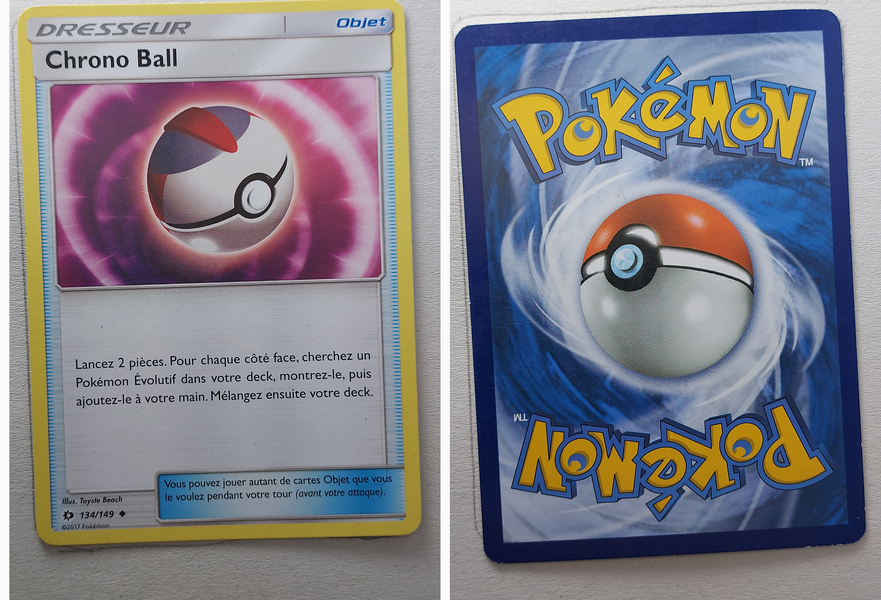 DRESSEUR
Objet
Chrono Ball
Lancez 2 pièces. Pour chaque côté face, cherchez un
Pokémon Évolutif dans votre deck, montrez-le, puis
ajoutez-le à votre main. Mélangez ensuite votre deck.
Vous pouvez jouer autant de cartes Objet que vous
le voulez pendant votre tour (avant votre attaque).
Illus. Toyste Beach
134/149 ◆
©2017 Pokémon
POKéMON
TM
TM
POKéMON